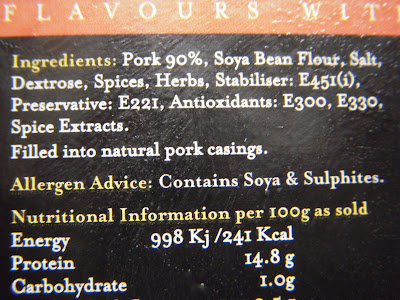 FLAVOURS WITH
Ingredients: Pork 90%, Soya Bean Flour, Salt,
Dextrose, Spices, Herbs, Stabiliser: E451(i),
Preservative: E221, Antioxidants: E300, E330,
Spice Extracts.
Filled into natural pork casings.
Allergen Advice: Contains Soya & Sulphites.
Nutritional Information per 100g as sold
Energy 998 Kj /241 Kcal
Protein 14.8 g
Carbohydrate 1.0g